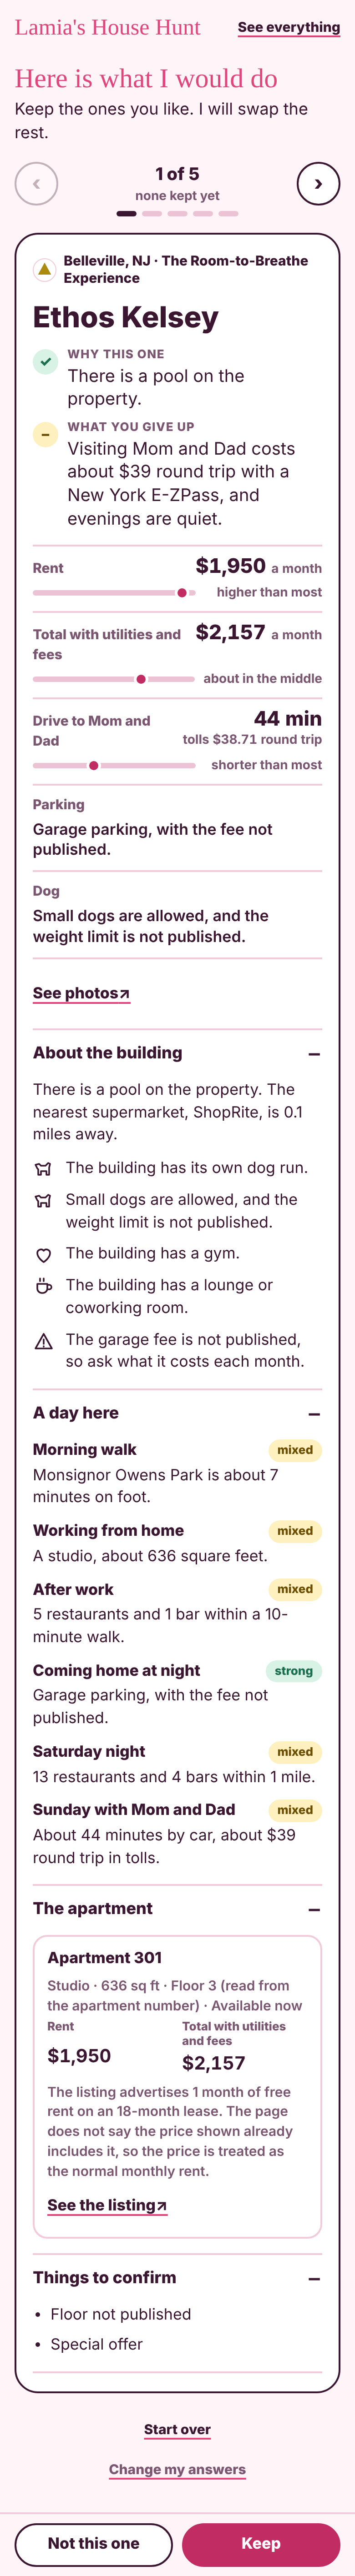 Lamia's House Hunt
See everything
Here is what I would do
Keep the ones you like. I will swap the
rest.
‹
1 of 5
none kept yet
›
Belleville, NJ · The Room-to-Breathe
Experience
Ethos Kelsey
WHY THIS ONE
There is a pool on the
property.
WHAT YOU GIVE UP
Visiting Mom and Dad costs
about $39 round trip with a
New York E-ZPass, and
evenings are quiet.
Rent
$1,950 a month
higher than most
Total with utilities and
fees
$2,157 a month
about in the middle
Drive to Mom and
Dad
44 min
tolls $38.71 round trip
shorter than most
Parking
Garage parking, with the fee not
published.
Dog
Small dogs are allowed, and the
weight limit is not published.
See photos↗
About the building
–
There is a pool on the property. The
nearest supermarket, ShopRite, is 0.1
miles away.
The building has its own dog run.
Small dogs are allowed, and the
weight limit is not published.
The building has a gym.
The building has a lounge or
coworking room.
The garage fee is not published,
so ask what it costs each month.
A day here
–
Morning walk
mixed
Monsignor Owens Park is about 7
minutes on foot.
Working from home
mixed
A studio, about 636 square feet.
After work
mixed
5 restaurants and 1 bar within a 10-
minute walk.
Coming home at night
strong
Garage parking, with the fee not
published.
Saturday night
mixed
13 restaurants and 4 bars within 1 mile.
Sunday with Mom and Dad
mixed
About 44 minutes by car, about $39
round trip in tolls.
The apartment
–
Apartment 301
Studio · 636 sq ft · Floor 3 (read from
the apartment number) · Available now
Rent
$1,950
Total with utilities
and fees
$2,157
The listing advertises 1 month of free
rent on an 18-month lease. The page
does not say the price shown already
includes it, so the price is treated as
the normal monthly rent.
See the listing↗
Things to confirm
–
• Floor not published
• Special offer
Start over
Change my answers
Not this one
Keep